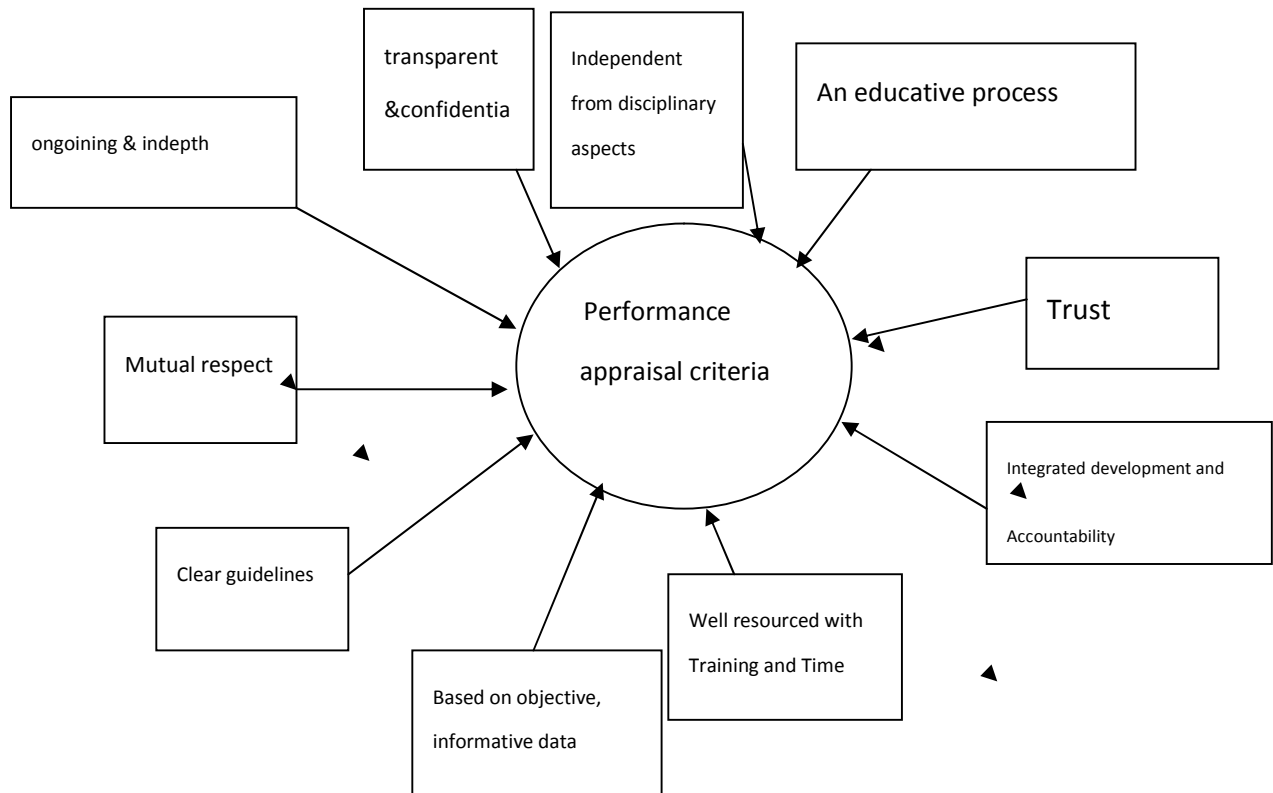 transparent
&confidentia
Independent
from disciplinary
aspects
An educative process
ongoining & indepth
Performance
appraisal criteria
Trust
Mutual respect
Integrated development and
Accountability
Clear guidelines
Well resourced with
Training and Time
Based on objective,
informative data